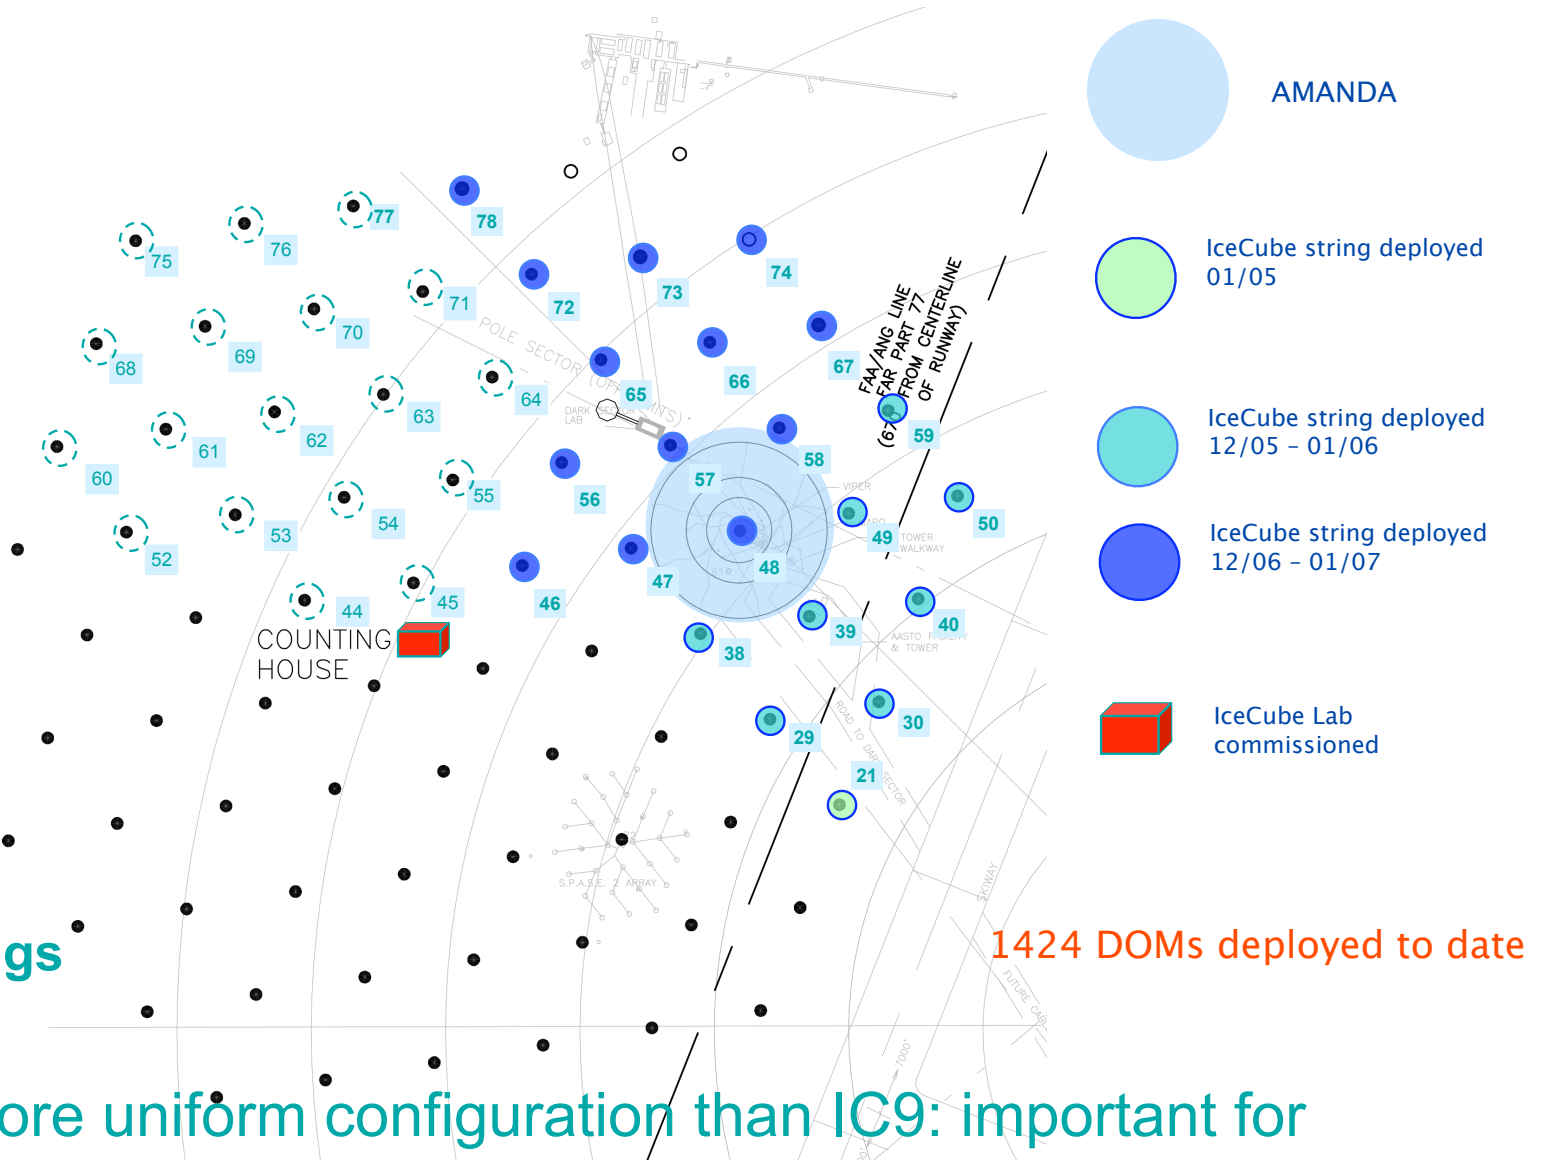 AMANDA
IceCube string deployed
01/05
IceCube string deployed
12/05 – 01/06
IceCube string deployed
12/06 – 01/07
IceCube Lab
commissioned
1424 DOMs deployed to date
78
77
76
75
74
73
72
71
70
69
68
67
66
65
64
63
62
61
60
59
58
57
56
55
54
53
52
50
49
48
47
46
45
44
40
39
38
30
29
21
FAA/ANG LINE
FAR PART 77
FROM CENTERLINE
OF RUNWAY)
POLE SECTOR
DARK SECTOR
LAB
VIPER
TOWER
WALKWAY
AASTO FACILITY
& TOWER
COUNTING
HOUSE
ROAD TO DARK SECTOR
S.P.A.S.E. 2 ARRAY
SKIWAY
FUTURE
7000'
gs
ore uniform configuration than IC9: important for